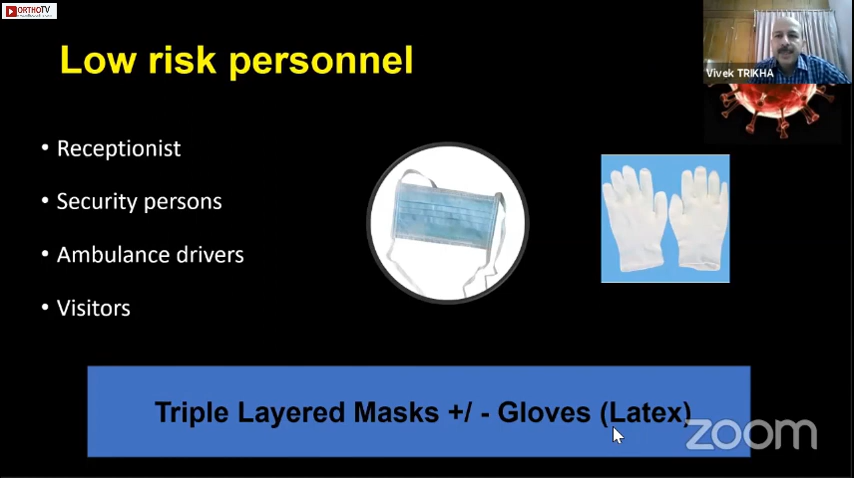 ORTHOTV
Low risk personnel
Vivek TRIKHA
• Receptionist
• Security persons
• Ambulance drivers
• Visitors
Triple Layered Masks +/ - Gloves (Latex)
zoom